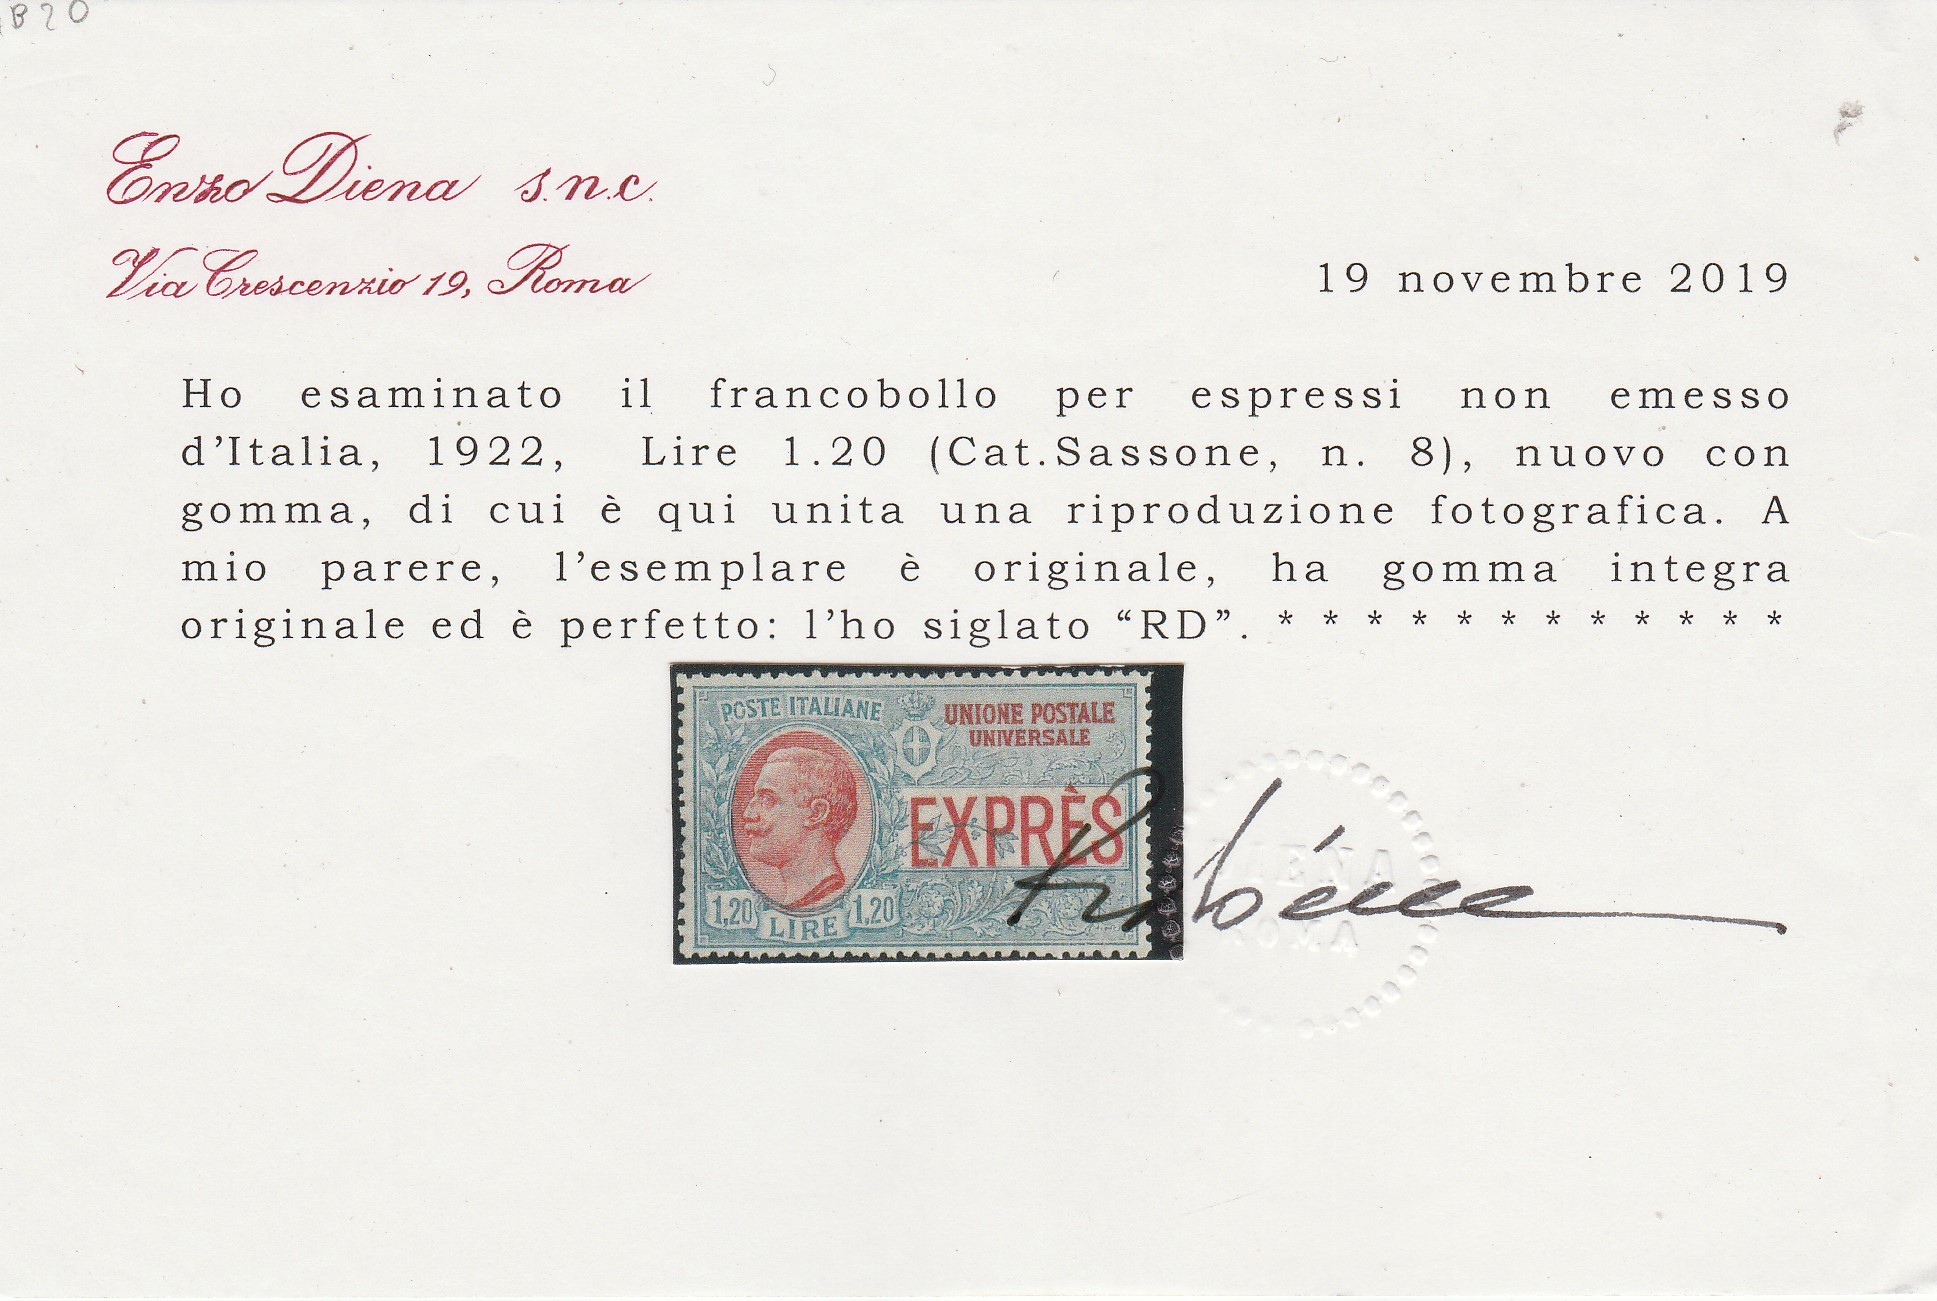 B20
Enzo Diena s.n.c.
Via Crescenzio 19, Roma
19 novembre 2019
Ho esaminato il francobollo per espressi non emesso
d’Italia, 1922, Lire 1.20 (Cat.Sassone, n. 8), nuovo con
gomma, di cui è qui unita una riproduzione fotografica. A
mio parere, l’esemplare è originale, ha gomma integra
originale ed è perfetto: l’ho siglato “RD”. * * * * * * * * * * * *
POSTE ITALIANE
UNIONE POSTALE
UNIVERSALE
EXPRÈS
1,20 LIRE 1,20